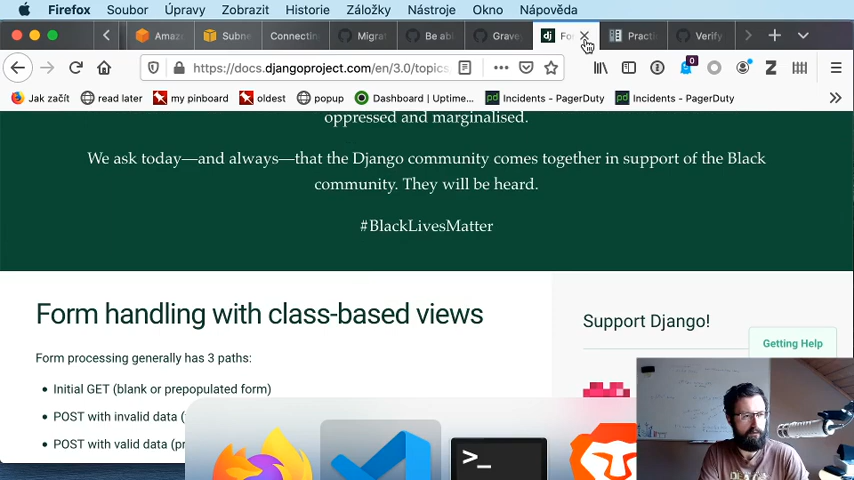 Firefox Soubor Úpravy Zobrazit Historie Záložky Nástroje Okno Nápověda
Amaz Subne Connecting Migrat Be abl Grave dj For Practi Verify
https://docs.djangoproject.com/en/3.0/topics, 0
Jak začít read later my pinboard oldest popup Dashboard | Uptime… pd Incidents - PagerDuty pd Incidents - PagerDuty
oppressed and marginalised.
We ask today—and always—that the Django community comes together in support of the Black
community. They will be heard.
#BlackLivesMatter
Form handling with class-based views
Support Django!
Getting Help
Form processing generally has 3 paths:
Initial GET (blank or prepopulated form)
POST with invalid data (
POST with valid data (pr
>_